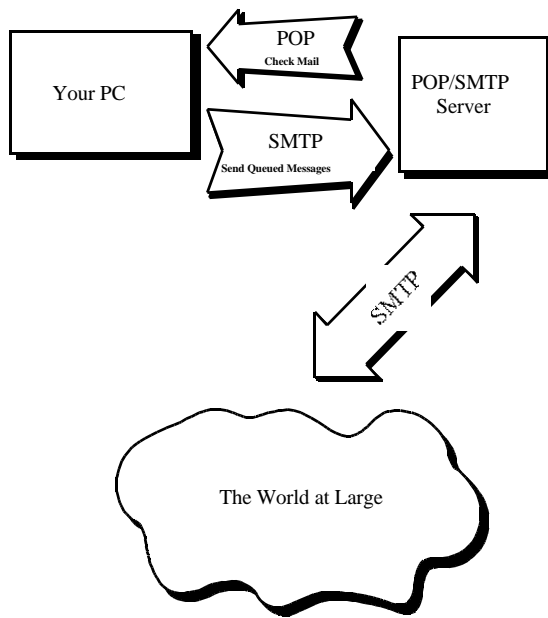 POP
Check Mail
Your PC
POP/SMTP
Server
SMTP
Send Queued Messages
SMTP
The World at Large